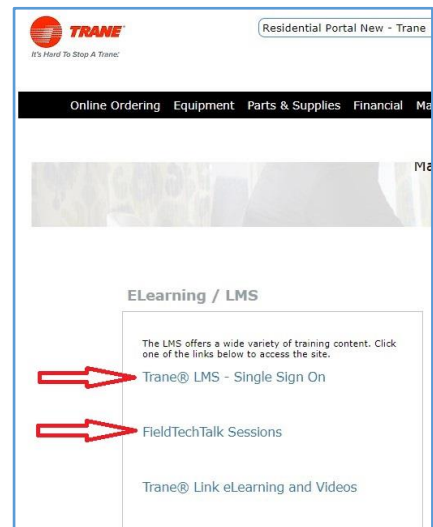 TRANE®
It's Hard To Stop A Trane.®
Residential Portal New - Trane
Online Ordering Equipment Parts & Supplies Financial Ma
Ma
ELearning / LMS
The LMS offers a wide variety of training content. Click
one of the links below to access the site.
Trane® LMS - Single Sign On
FieldTechTalk Sessions
Trane® Link eLearning and Videos